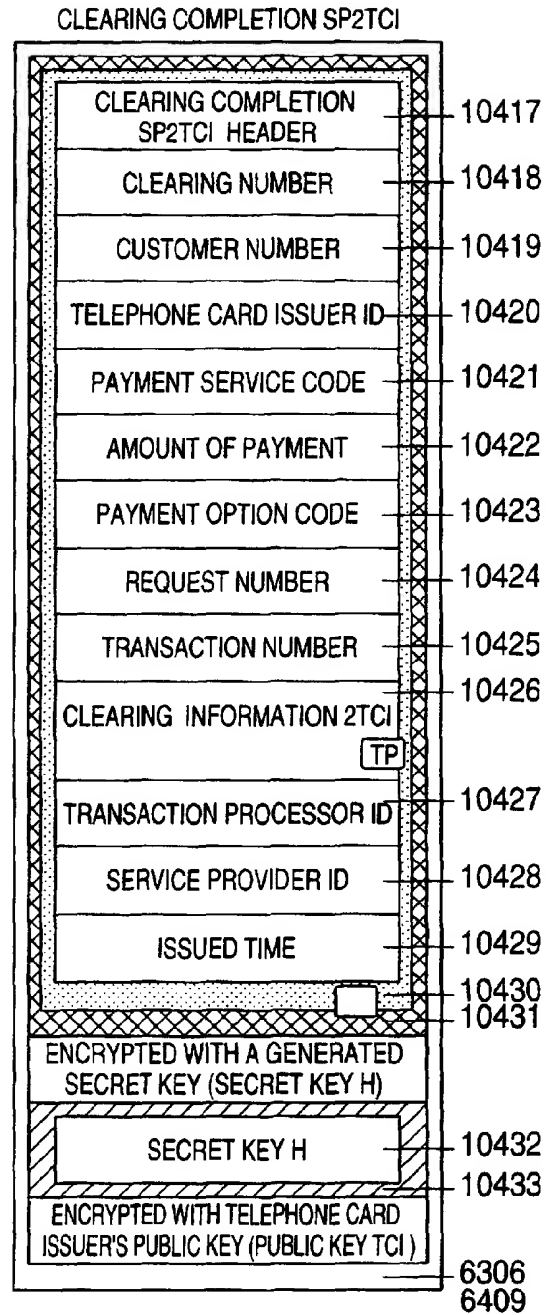 CLEARING COMPLETION SP2TCI
CLEARING COMPLETION
SP2TCI HEADER
10417
CLEARING NUMBER
10418
CUSTOMER NUMBER
10419
TELEPHONE CARD ISSUER ID
10420
PAYMENT SERVICE CODE
10421
AMOUNT OF PAYMENT
10422
PAYMENT OPTION CODE
10423
REQUEST NUMBER
10424
TRANSACTION NUMBER
10425
10426
CLEARING INFORMATION 2TCI
TP
TRANSACTION PROCESSOR ID
10427
SERVICE PROVIDER ID
10428
ISSUED TIME
10429
10430
10431
ENCRYPTED WITH A GENERATED
SECRET KEY (SECRET KEY H)
SECRET KEY H
10432
10433
ENCRYPTED WITH TELEPHONE CARD
ISSUER'S PUBLIC KEY (PUBLIC KEY TCI )
6306
6409